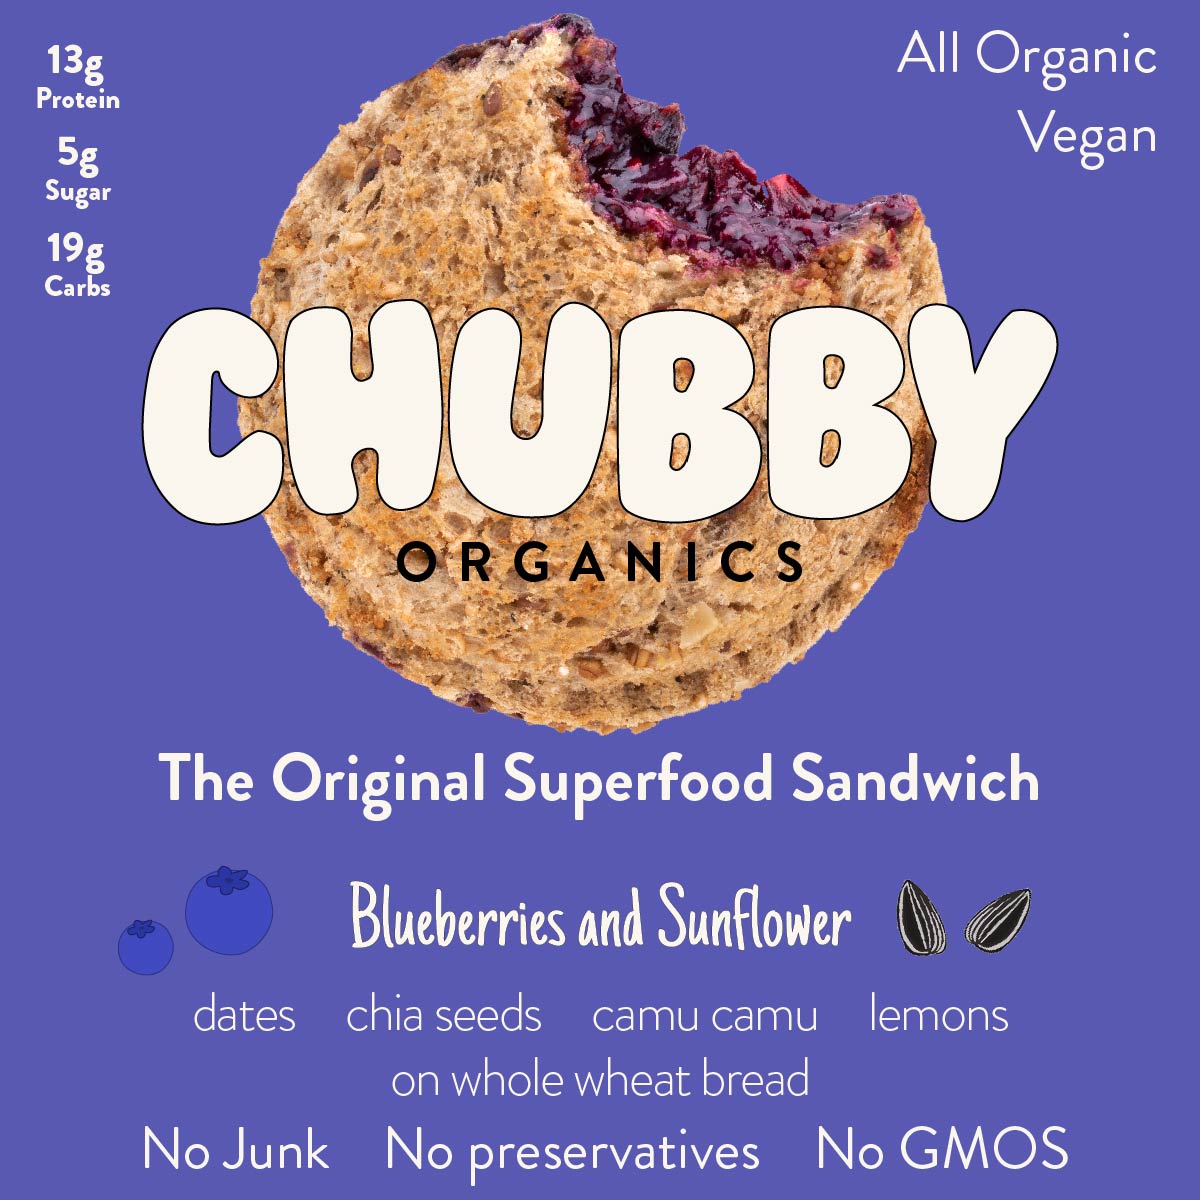 13g
Protein
5g
Sugar
19g
Carbs
All Organic
Vegan
CHUBBY
ORGANICS
The Original Superfood Sandwich
Blueberries and Sunflower
dates chia seeds camu camu lemons
on whole wheat bread
No Junk No preservatives No GMOS